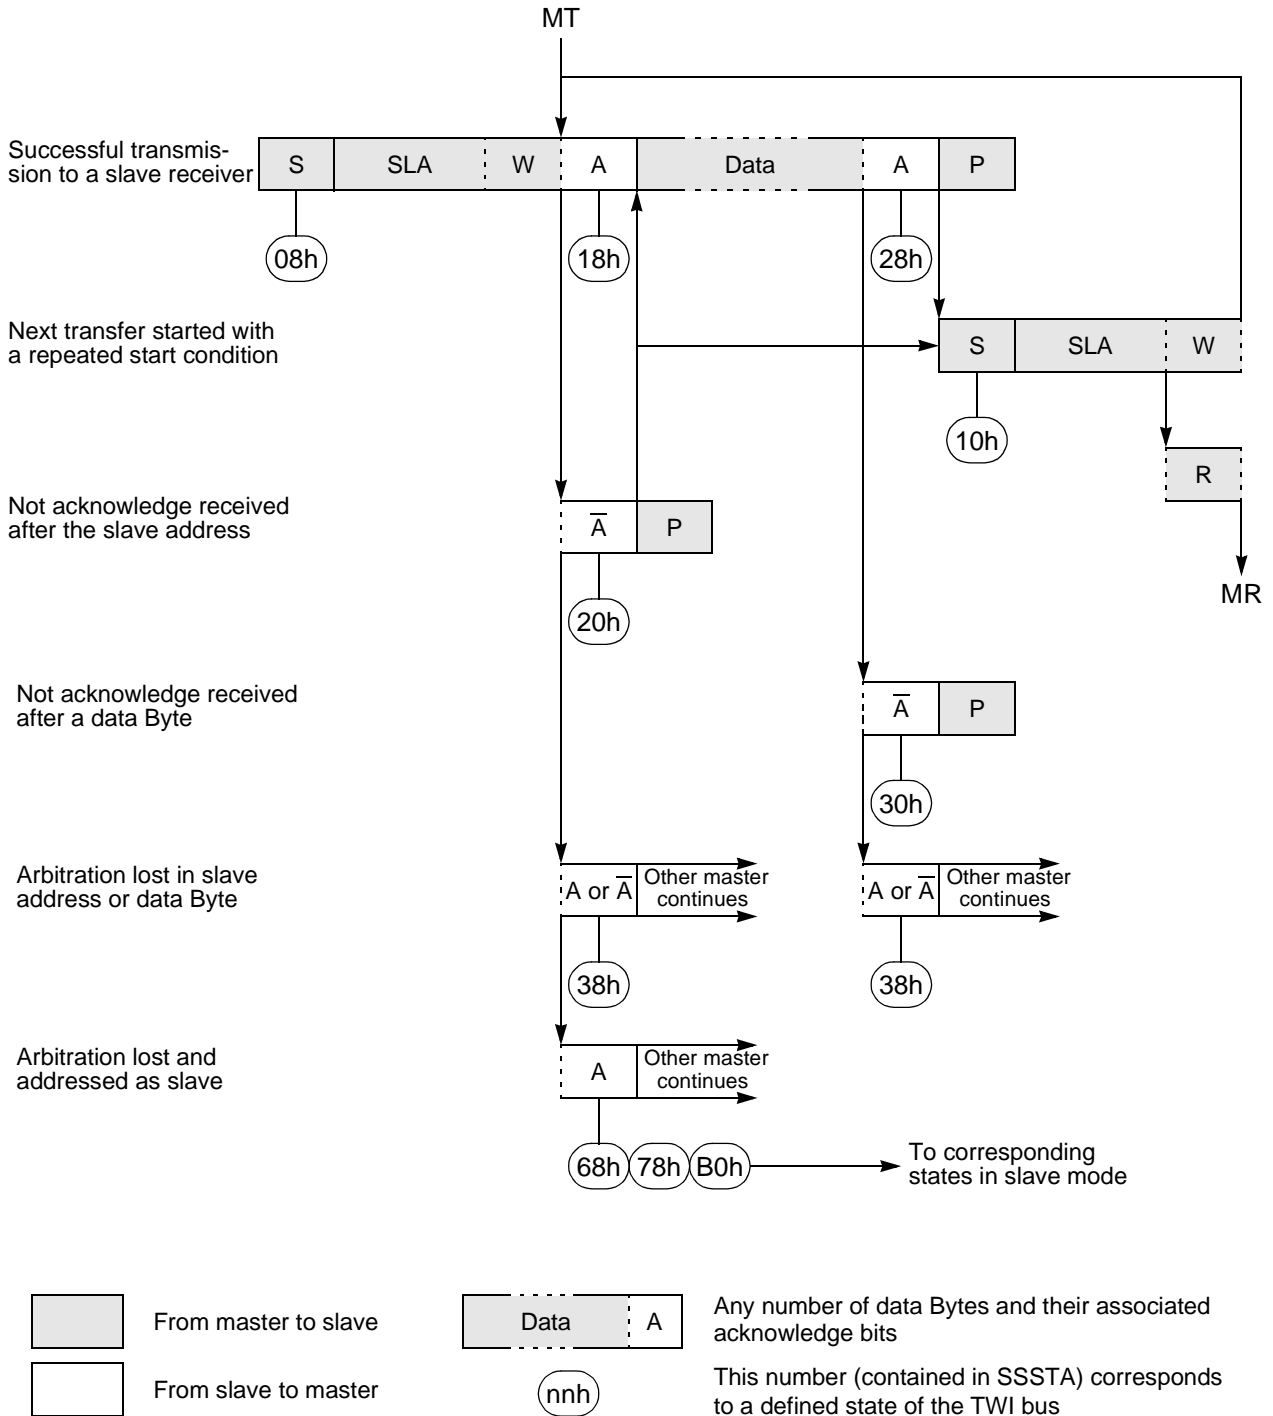 MT
Successful transmis-
sion to a slave receiver
S SLA W A Data A P
08h 18h 28h
Next transfer started with
a repeated start condition
S SLA W
10h
R
Not acknowledge received
after the slave address
A̅ P
MR
20h
Not acknowledge received
after a data Byte
A̅ P
30h
Arbitration lost in slave
address or data Byte
A or A̅ Other master
continues
A or A̅ Other master
continues
38h 38h
Arbitration lost and
addressed as slave
A Other master
continues
68h 78h B0h
To corresponding
states in slave mode
From master to slave
Data A
Any number of data Bytes and their associated
acknowledge bits
From slave to master
nnh
This number (contained in SSSTA) corresponds
to a defined state of the TWI bus